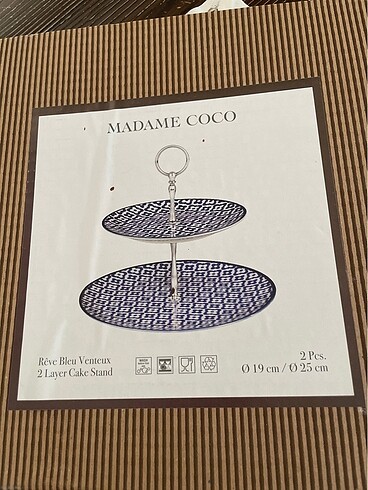 MADAME COCO
Rêve Bleu Venteux
2 Layer Cake Stand
2 Pcs.
Ø 19 cm / Ø 25 cm